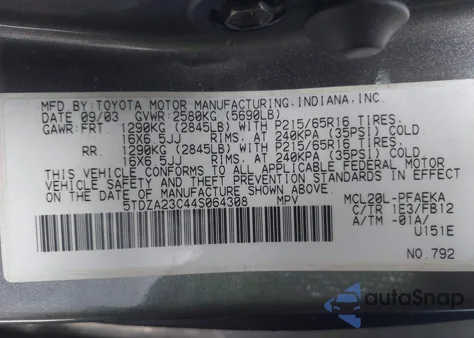 MFD. BY: TOYOTA MOTOR MANUFACTURING, INDIANA, INC.
DATE 09/03 GVWR: 2580KG (5690LB)
GAWR: FRT. 1290KG (2845LB) WITH P215/65R16 TIRES,
16X6.5JJ RIMS, AT 240KPA (35PSI) COLD.
RR. 1290KG (2845LB) WITH P215/65R16 TIRES,
16X6.5JJ RIMS, AT 240KPA (35PSI) COLD.
THIS VEHICLE CONFORMS TO ALL APPLICABLE FEDERAL MOTOR
VEHICLE SAFETY AND THEFT PREVENTION STANDARDS IN EFFECT
ON THE DATE OF MANUFACTURE SHOWN ABOVE.
5TDZA23C44S064308 MPV
MCL20L-PFAEKA
C/TR 1E3/FB12
A/TM -01A/
U151E
NO. 792
autoSnap